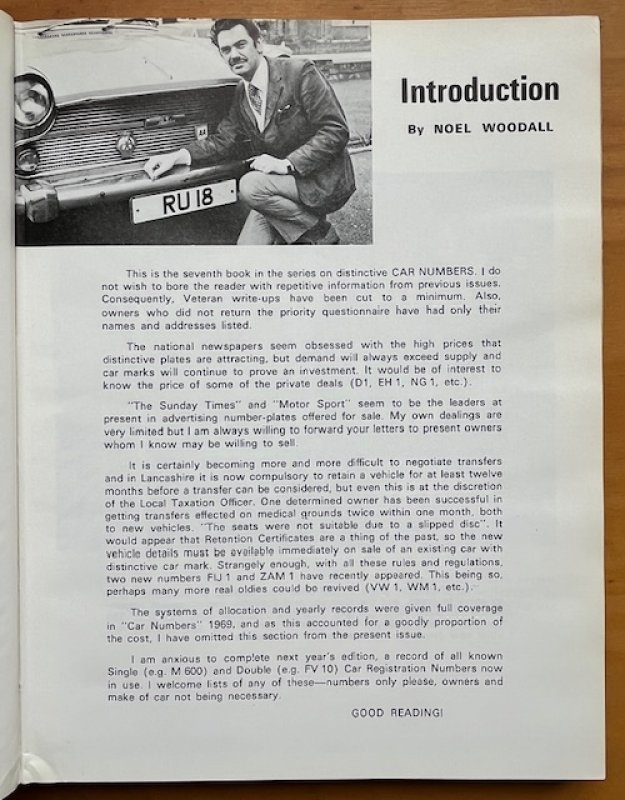 Introduction
By NOEL WOODALL
AA
RU 18
This is the seventh book in the series on distinctive CAR NUMBERS. I do
not wish to bore the reader with repetitive information from previous issues.
Consequently, Veteran write-ups have been cut to a minimum. Also,
owners who did not return the priority questionnaire have had only their
names and addresses listed.
The national newspapers seem obsessed with the high prices that
distinctive plates are attracting, but demand will always exceed supply and
car marks will continue to prove an investment. It would be of interest to
know the price of some of the private deals (D1, EH 1, NG 1, etc.).
"The Sunday Times" and "Motor Sport" seem to be the leaders at
present in advertising number-plates offered for sale. My own dealings are
very limited but I am always willing to forward your letters to present owners
whom I know may be willing to sell.
It is certainly becoming more and more difficult to negotiate transfers
and in Lancashire it is now compulsory to retain a vehicle for at least twelve
months before a transfer can be considered, but even this is at the discretion
of the Local Taxation Officer. One determined owner has been successful in
getting transfers effected on medical grounds twice within one month, both
to new vehicles. "The seats were not suitable due to a slipped disc". It
would appear that Retention Certificates are a thing of the past, so the new
vehicle details must be available immediately on sale of an existing car with
distinctive car mark. Strangely enough, with all these rules and regulations,
two new numbers FIJ 1 and ZAM 1 have recently appeared. This being so,
perhaps many more real oldies could be revived (VW 1, WM 1, etc.).
The systems of allocation and yearly records were given full coverage
in "Car Numbers" 1969, and as this accounted for a goodly proportion of
the cost, I have omitted this section from the present issue.
I am anxious to complete next year's edition, a record of all known
Single (e.g. M 600) and Double (e.g. FV 10) Car Registration Numbers now
in use. I welcome lists of any of these—numbers only please, owners and
make of car not being necessary.
GOOD READING!